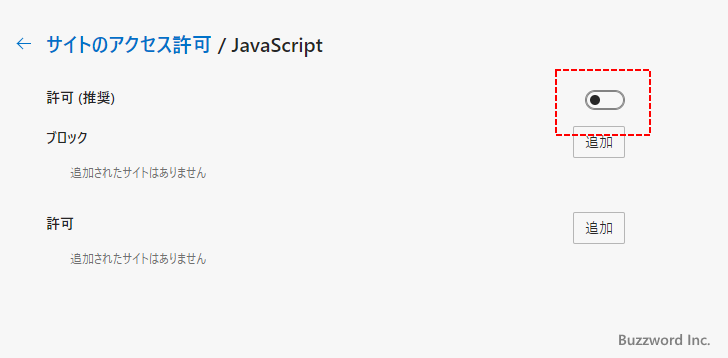 ← サイトのアクセス許可 / JavaScript
許可 (推奨)
ブロック
追加
追加されたサイトはありません
許可
追加
追加されたサイトはありません
Buzzword Inc.